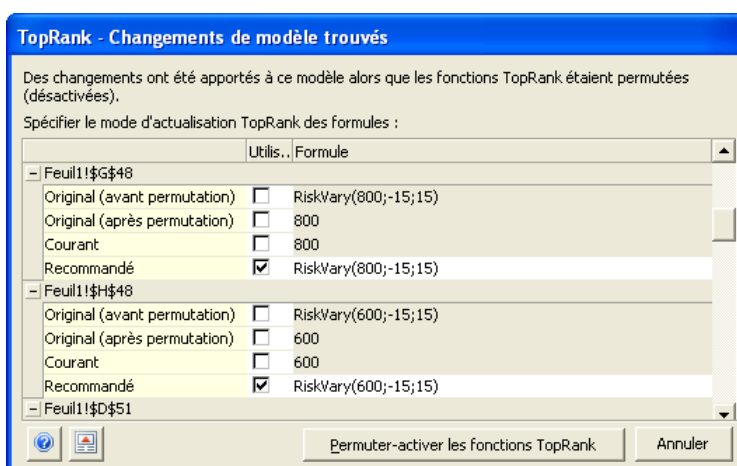 TopRank - Changements de modèle trouvés
Des changements ont été apportés à ce modèle alors que les fonctions TopRank étaient permutées
(désactivées).
Spécifier le mode d'actualisation TopRank des formules :
Utilis.. Formule
Feuil1!$G$48
Original (avant permutation) RiskVary(800;-15;15)
Original (après permutation) 800
Courant 800
Recommandé RiskVary(800;-15;15)
Feuil1!$H$48
Original (avant permutation) RiskVary(600;-15;15)
Original (après permutation) 600
Courant 600
Recommandé RiskVary(600;-15;15)
Feuil1!$D$51
Permuter-activer les fonctions TopRank Annuler